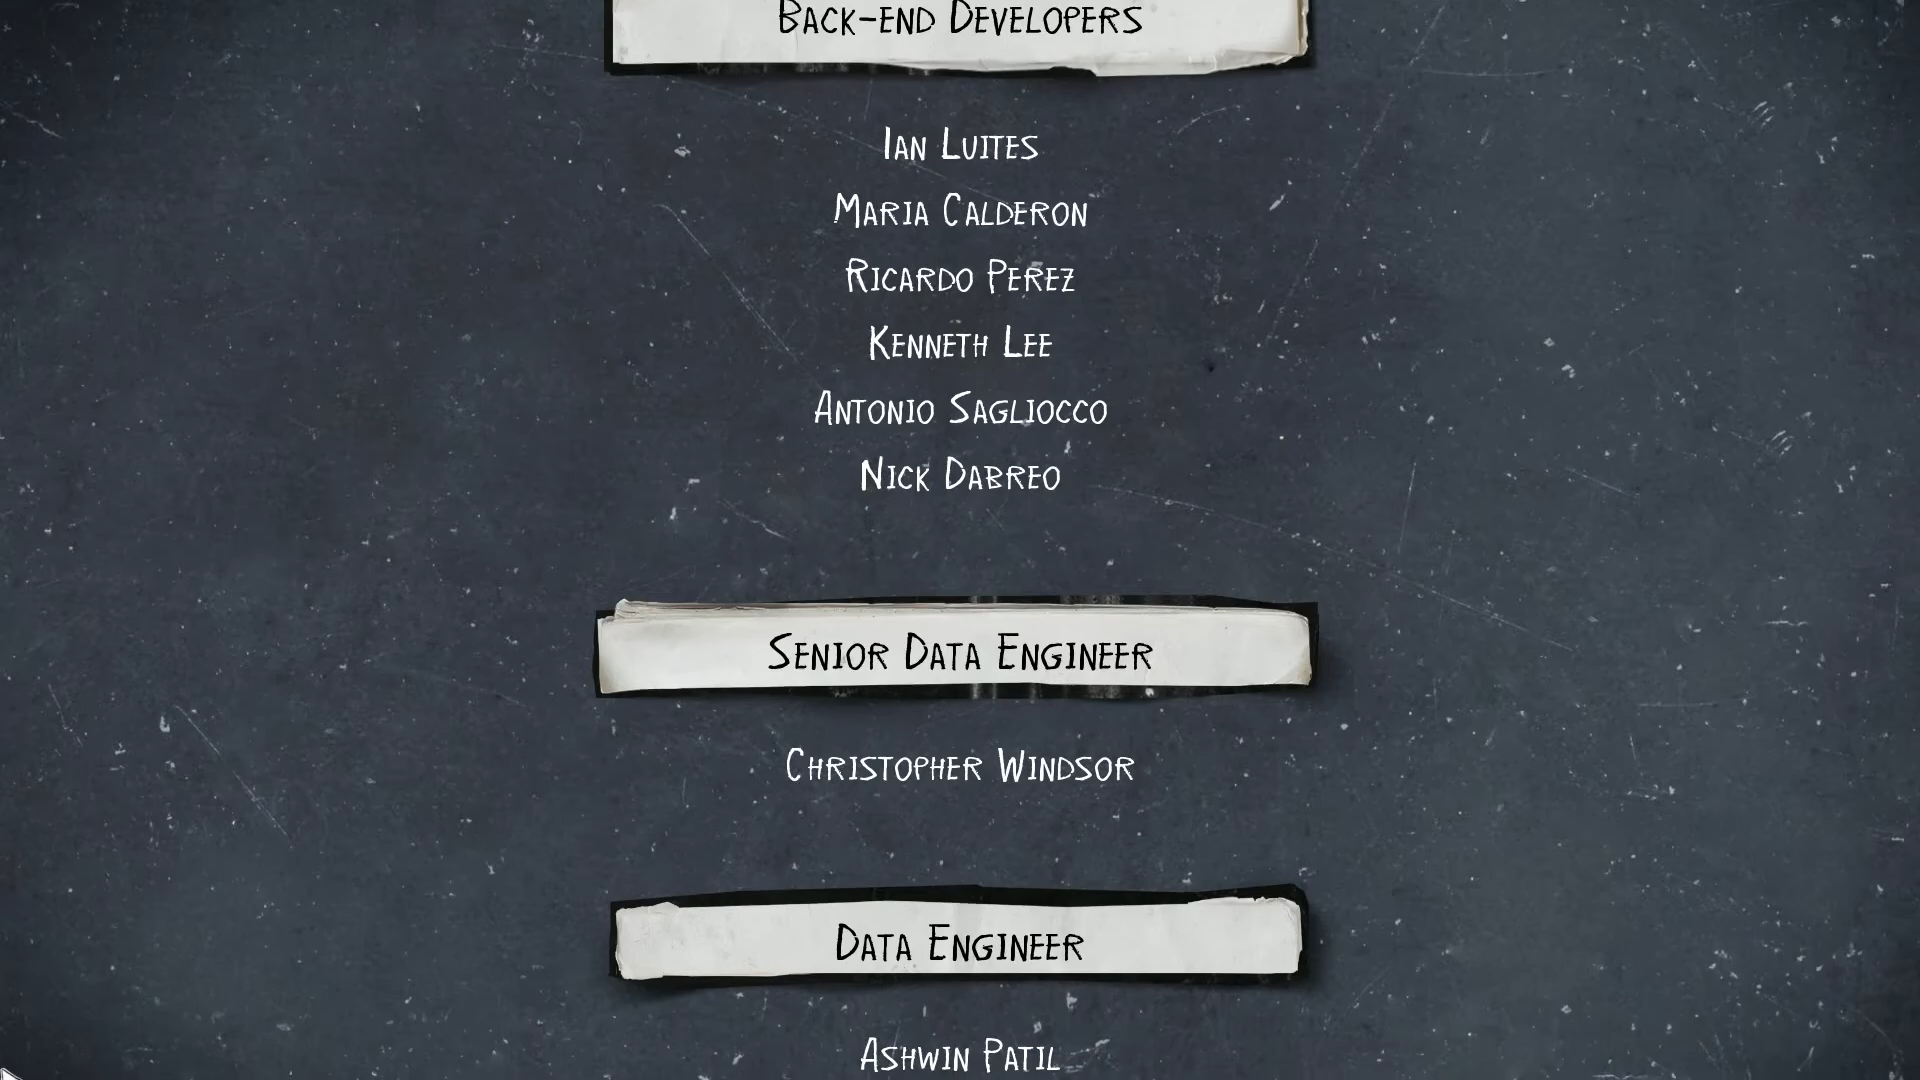 Back-end Developers
Ian Luites
Maria Calderon
Ricardo Perez
Kenneth Lee
Antonio Sagliocco
Nick Dabreo
Senior Data Engineer
Christopher Windsor
Data Engineer
Ashwin Patil